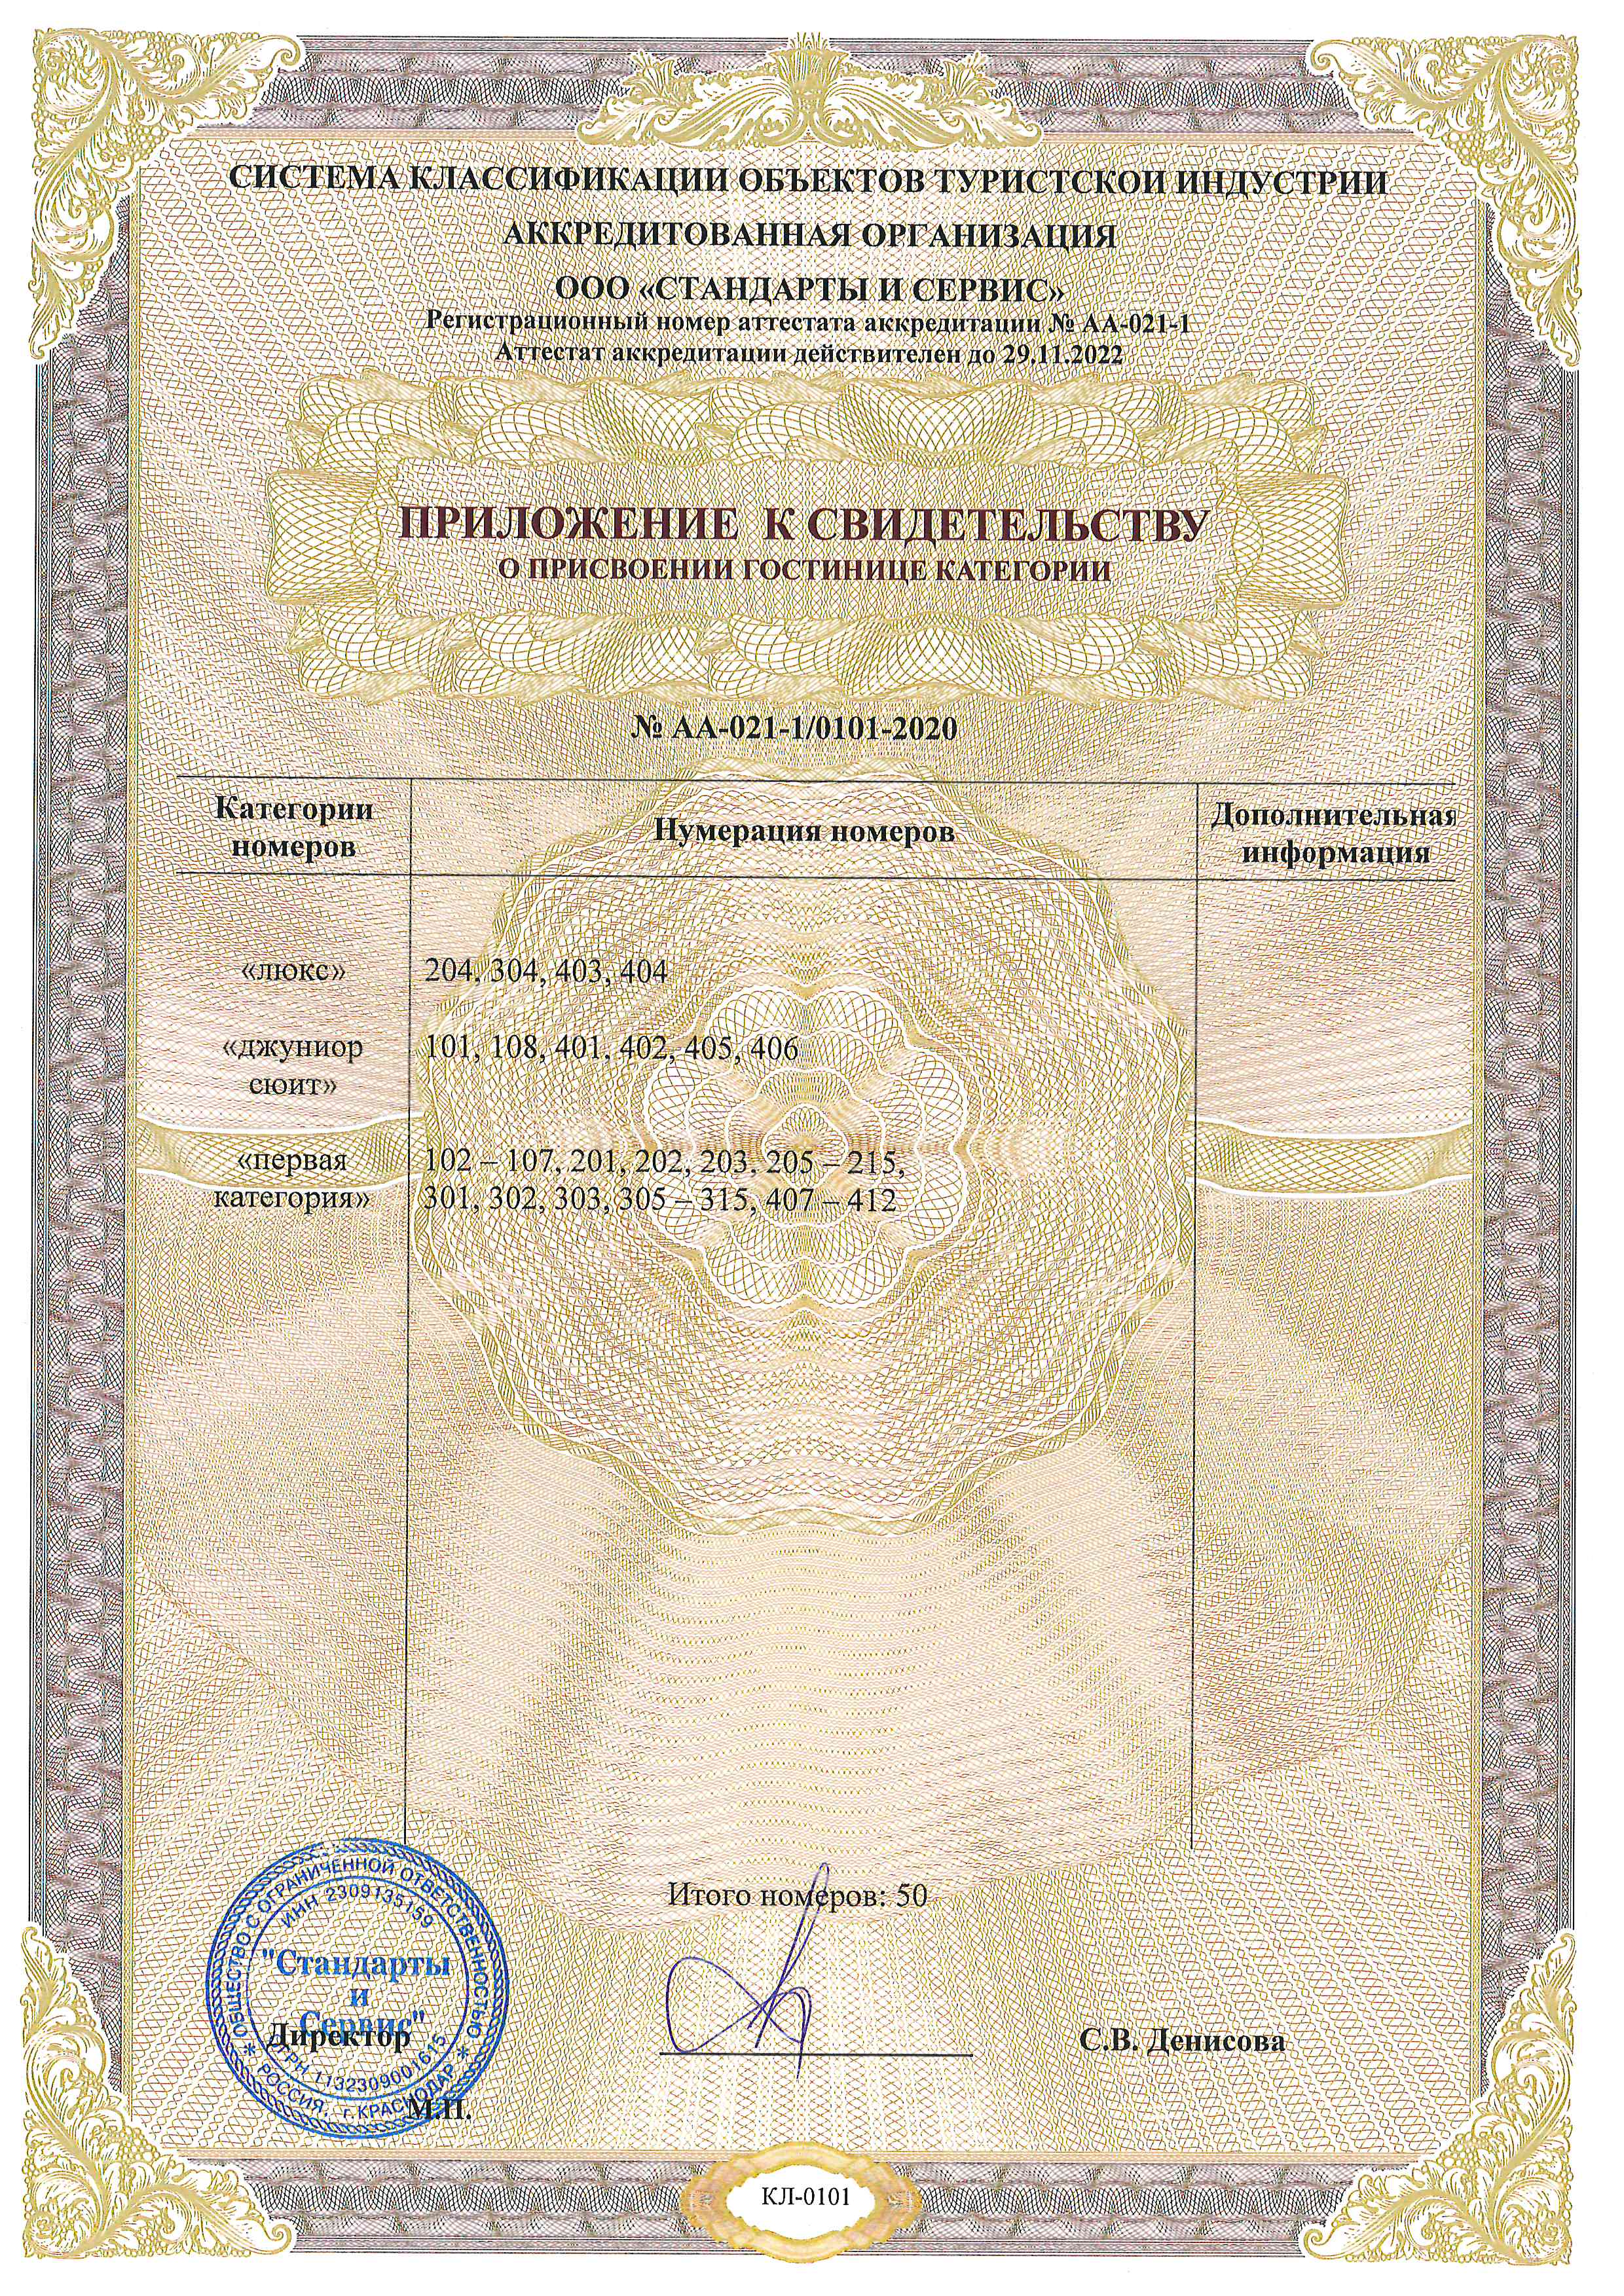 СИСТЕМА КЛАССИФИКАЦИИ ОБЪЕКТОВ ТУРИСТСКОЙ ИНДУСТРИИ
АККРЕДИТОВАННАЯ ОРГАНИЗАЦИЯ
ООО «СТАНДАРТЫ И СЕРВИС»
Регистрационный номер аттестата аккредитации № АА-021-1
Аттестат аккредитации действителен до 29.11.2022
ПРИЛОЖЕНИЕ К СВИДЕТЕЛЬСТВУ
О ПРИСВОЕНИИ ГОСТИНИЦЕ КАТЕГОРИИ
№ АА-021-1/0101-2020
Категории
номеров
Нумерация номеров
Дополнительная
информация
«люкс»
204, 304, 403, 404
«джуниор
сюит»
101, 108, 401, 402, 405, 406
«первая
категория»
102 – 107, 201, 202, 203, 205 – 215,
301, 302, 303, 305 – 315, 407 – 412
Итого номеров: 50
ОБЩЕСТВО С ОГРАНИЧЕННОЙ ОТВЕТСТВЕННОСТЬЮ
ИНН 2309135159
"Стандарты
и
Сервис"
ОГРН 1132309001615
РОССИЯ, г. КРАСНОДАР
Директор
С.В. Денисова
М.П.
КЛ-0101